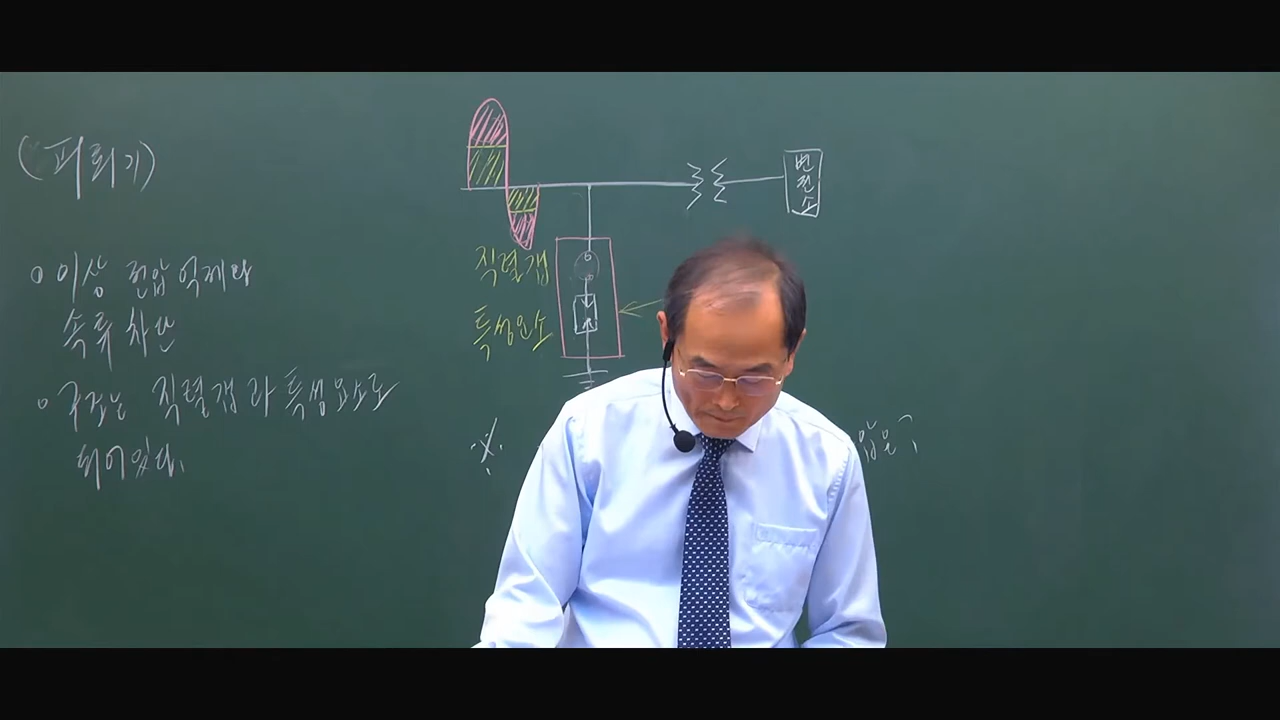 (피뢰기)
o 이상 전압 억제와
속류 차단
o 구조는 직렬갭과 특성요소로
되어있다.
변전소
직렬갭
특성요소
※
압은?